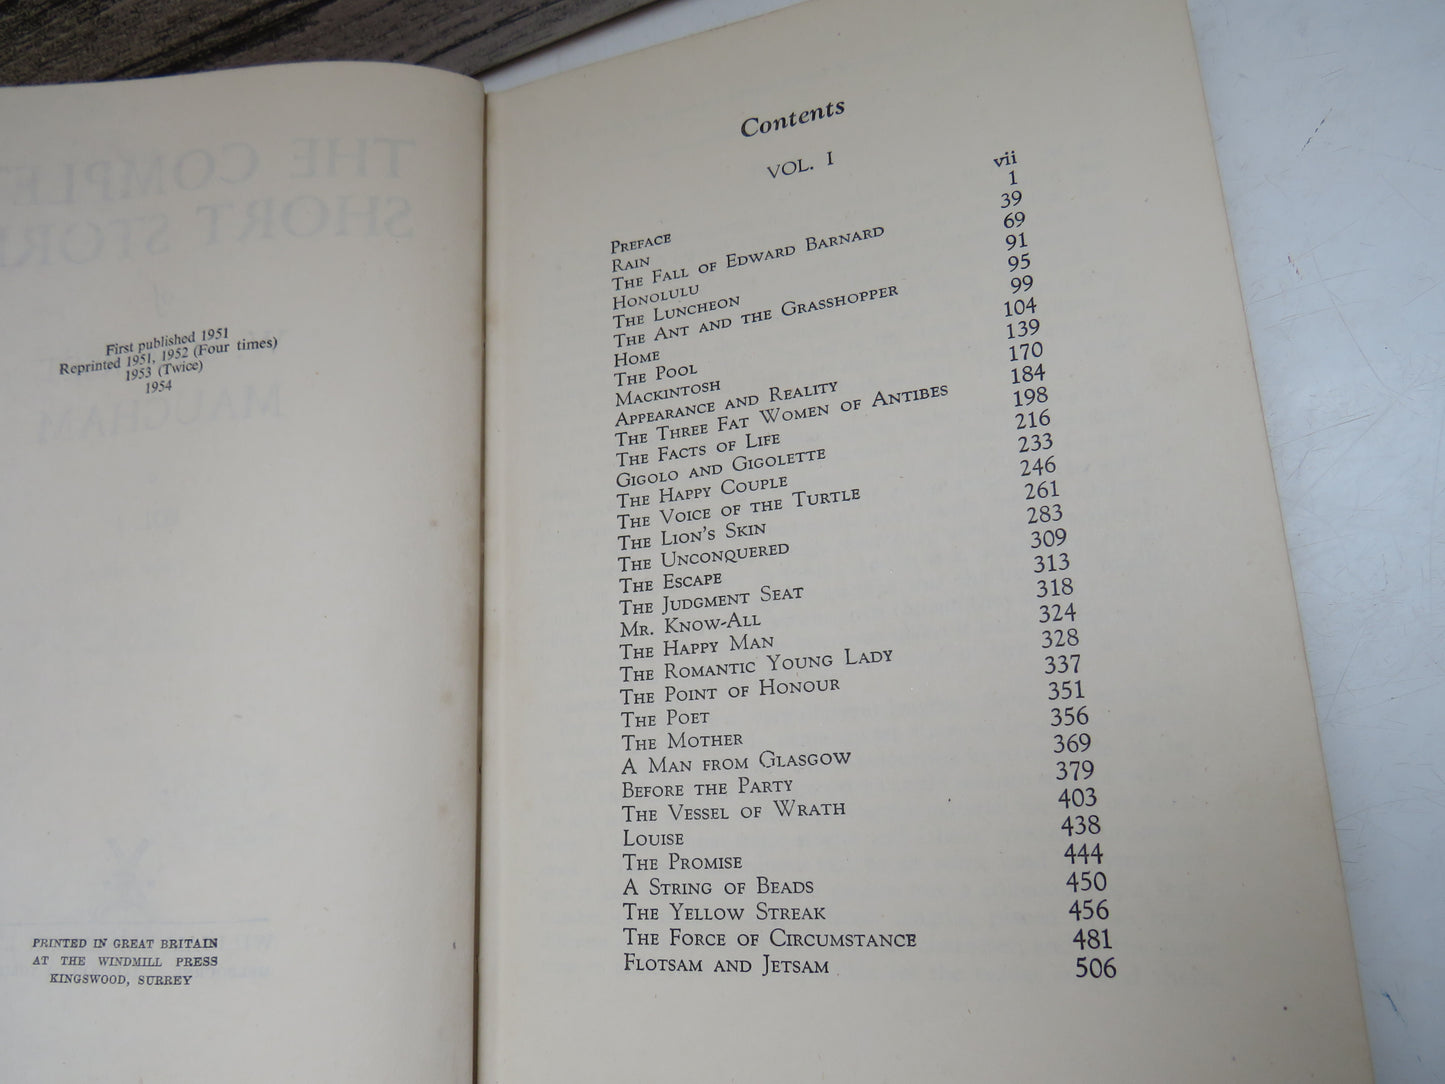 First published 1951
Reprinted 1951, 1952 (Four times)
1953 (Twice)
1954
PRINTED IN GREAT BRITAIN
AT THE WINDMILL PRESS
KINGSWOOD, SURREY
Contents
VOL. I
PREFACE vii
RAIN 1
THE FALL OF EDWARD BARNARD 39
HONOLULU 69
THE LUNCHEON 91
THE ANT AND THE GRASSHOPPER 95
HOME 99
THE POOL 104
MACKINTOSH 139
APPEARANCE AND REALITY 170
THE THREE FAT WOMEN OF ANTIBES 184
THE FACTS OF LIFE 198
GIGOLO AND GIGOLETTE 216
THE HAPPY COUPLE 233
THE VOICE OF THE TURTLE 246
THE LION'S SKIN 261
THE UNCONQUERED 283
THE ESCAPE 309
THE JUDGMENT SEAT 313
MR. KNOW-ALL 318
THE HAPPY MAN 324
THE ROMANTIC YOUNG LADY 328
THE POINT OF HONOUR 337
THE POET 351
THE MOTHER 356
A MAN FROM GLASGOW 369
BEFORE THE PARTY 379
THE VESSEL OF WRATH 403
LOUISE 438
THE PROMISE 444
A STRING OF BEADS 450
THE YELLOW STREAK 456
THE FORCE OF CIRCUMSTANCE 481
FLOTSAM AND JETSAM 506